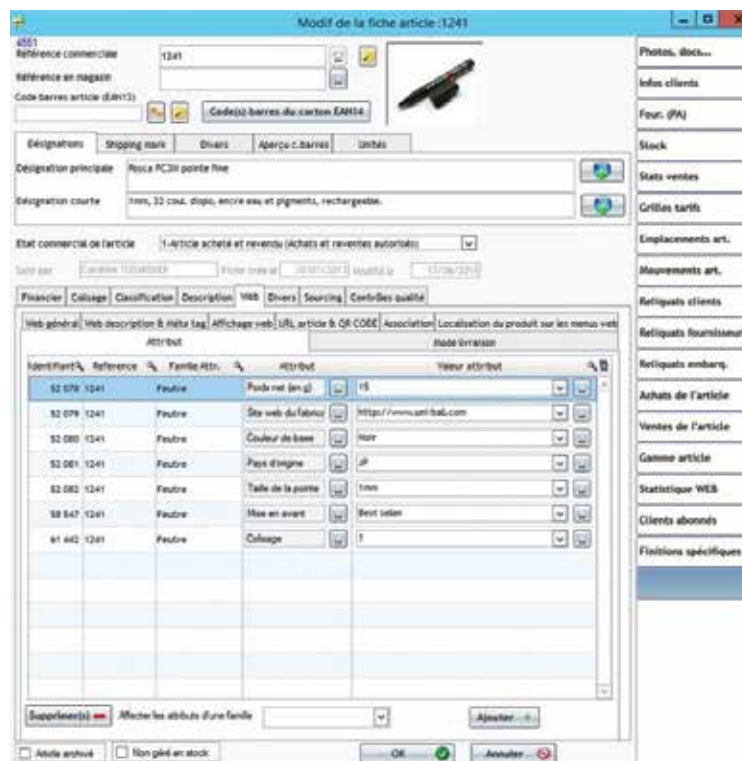 Modif de la fiche article :1241
4551
Référence commerciale 1241
Référence en magasin
Code barres article (EAN13)
Code(s) barres du carton EAN14
Désignations Shipping mark Divers Aperçu c.barres Unités
Désignation principale Posca PC3M pointe fine
Désignation courte 1mm, 33 coul. dispo, encre eau et pigments, rechargeable.
Etat commercial de l'article 1-Article acheté et revendu (Achats et reventes autorisés)
Suivi par Fiche créée le Modifié le
Financier Colisage Classification Description Web Divers Sourcing Contrôles qualité
Web général Web description & Méta tag Affichage web URL article & QR CODE Association Localisation du produit sur les menus web
Attribut Mode livraison
Identifiant Reference Famille Attr. Attribut Valeur attribut
52 078 1241 Feutre Poids net (en g) 15
52 079 1241 Feutre Site web du fabrica http://www.uni-ball.com
52 080 1241 Feutre Couleur de base Noir
52 081 1241 Feutre Pays d'origine JP
52 082 1241 Feutre Taille de la pointe 1mm
58 847 1241 Feutre Mise en avant Best seller
61 442 1241 Feutre Colisage 1
Supprimer(s) Affecter les attributs d'une famille Ajouter +
Article archivé Non géré en stock OK Annuler
Photos, docs...
Infos clients
Four. (PA)
Stock
Stats ventes
Grilles tarifs
Emplacements art.
Mouvements art.
Reliquats clients
Reliquats fournisseur
Reliquats embarq.
Achats de l'article
Ventes de l'article
Gamme article
Statistique WEB
Clients abonnés
Finitions spécifiques